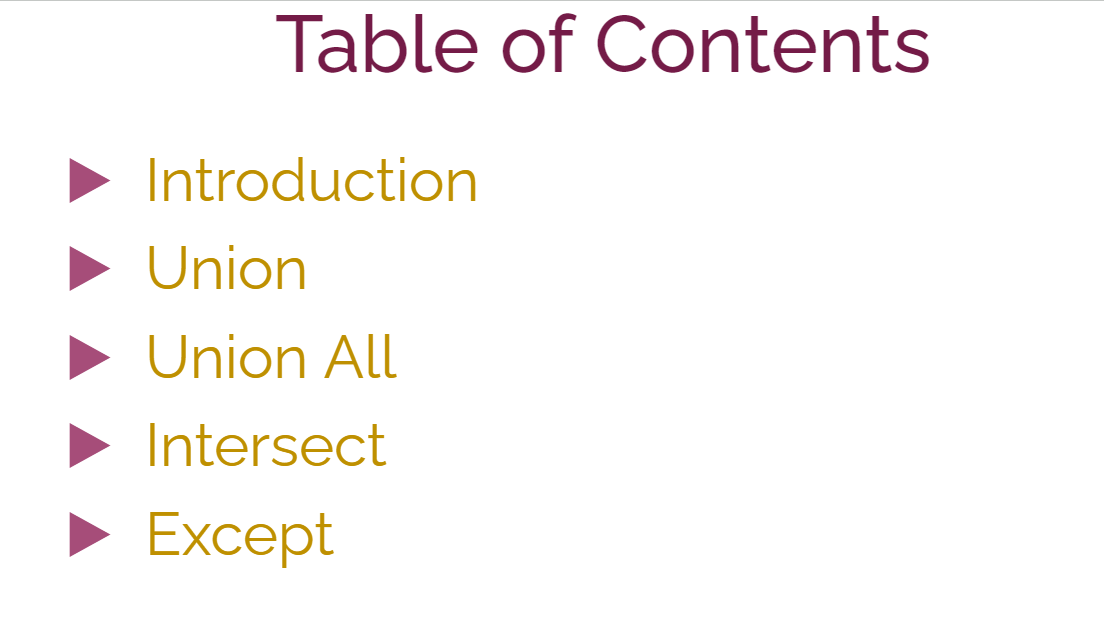 Table of Contents
Introduction
Union
Union All
Intersect
Except